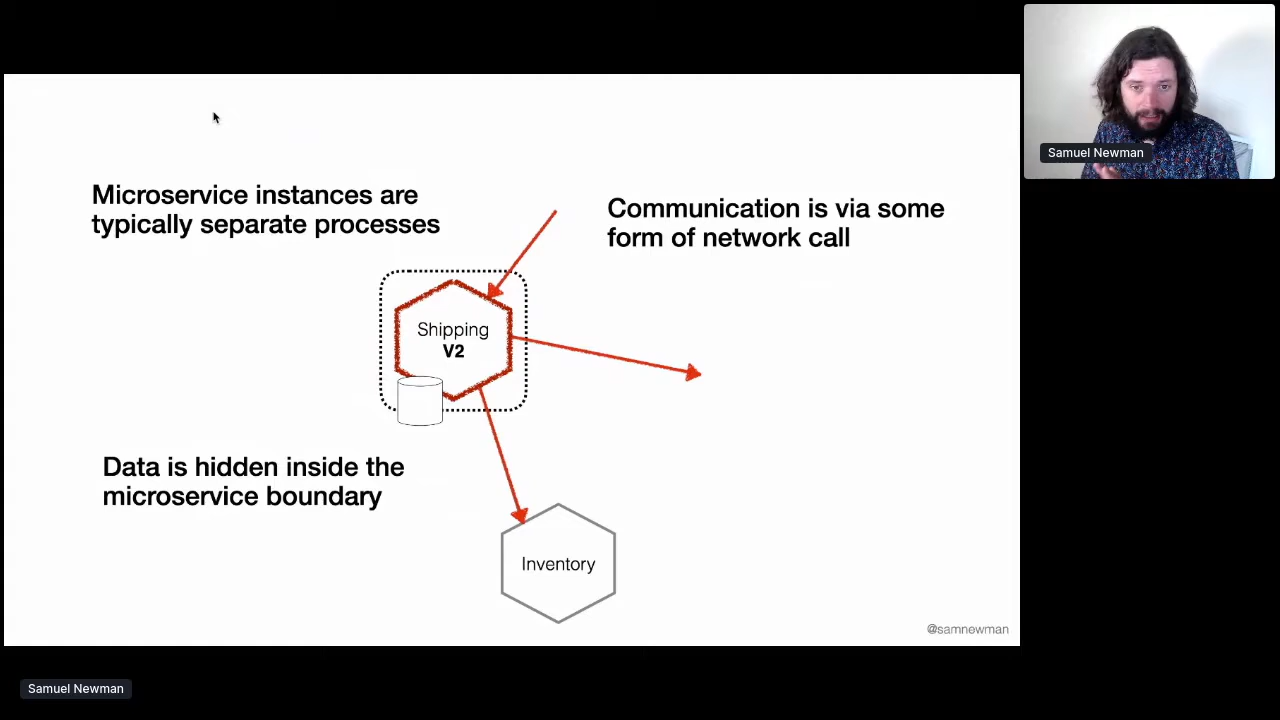 Samuel Newman
Microservice instances are
typically separate processes
Communication is via some
form of network call
Shipping
V2
Data is hidden inside the
microservice boundary
Inventory
@samnewman
Samuel Newman